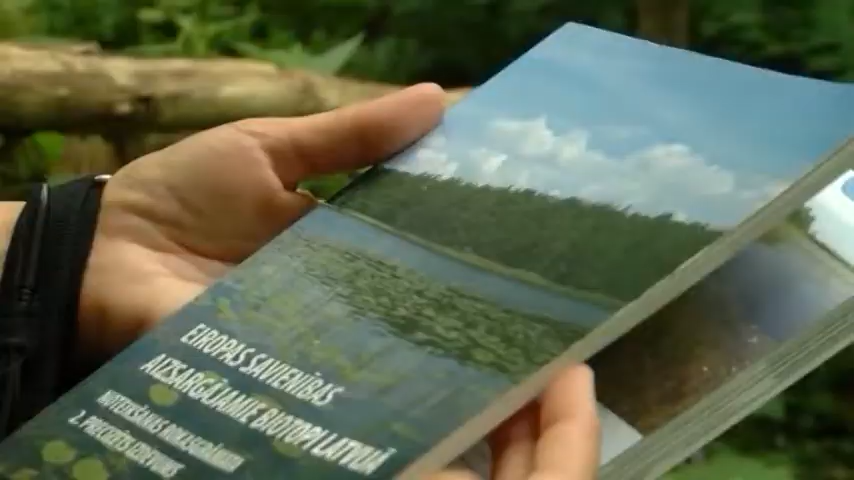 EIROPAS SAVIENĪBAS
AIZSARGĀJAMIE BIOTOPI LATVIJĀ
NOTEIKŠANAS ROKASGRĀMATA
2. PRECIZĒTS IZDEVUMS